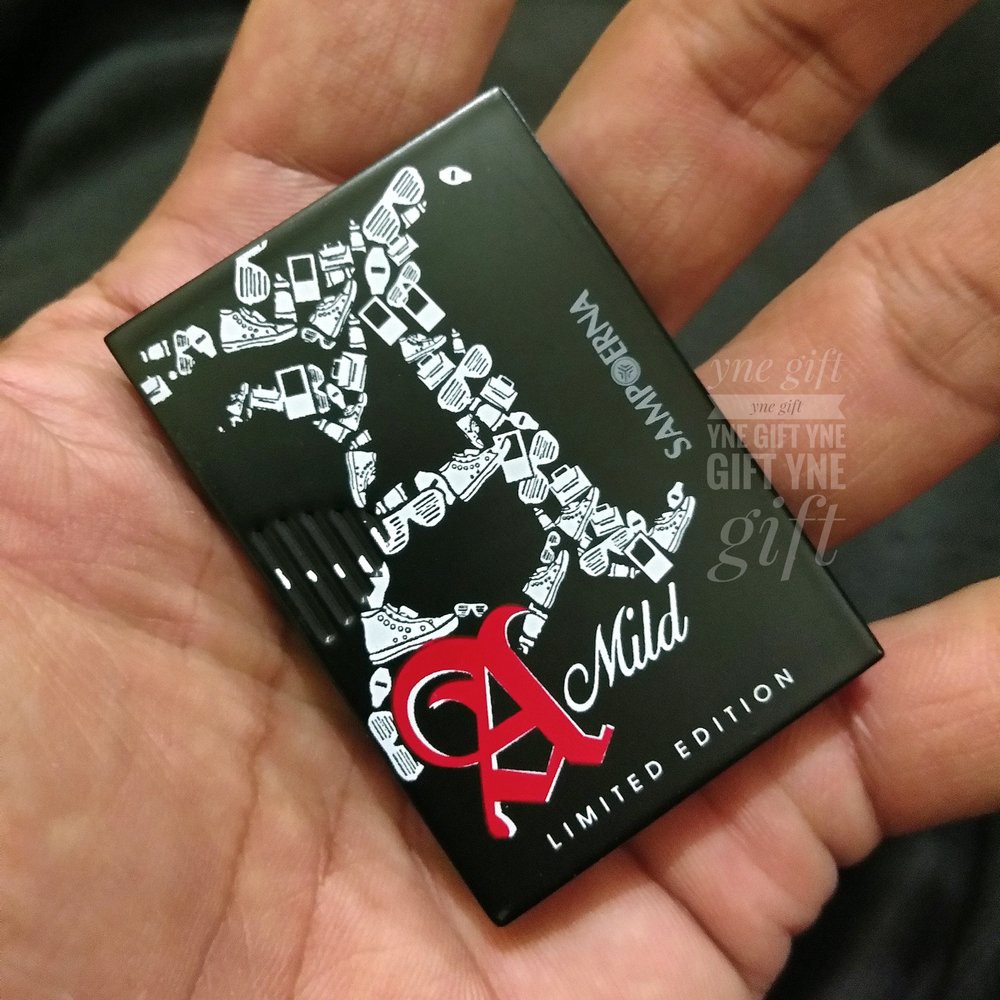 SAMPOERNA
A Mild
LIMITED EDITION
yne gift
yne gift
YNE GIFT YNE
GIFT YNE
gift